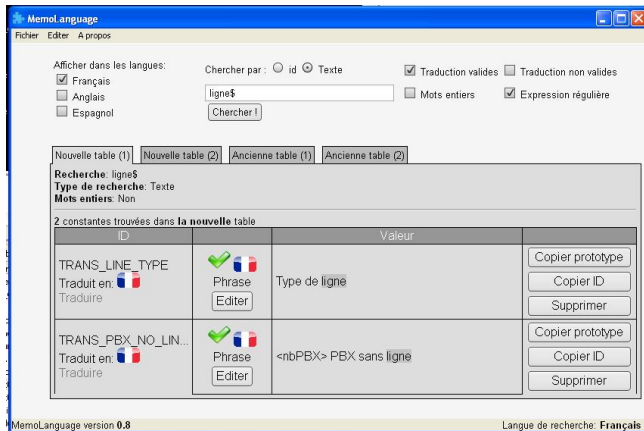 MemoLanguage
Fichier Editer A propos
Afficher dans les langues:
Français
Anglais
Espagnol
Chercher par : id Texte
ligne$
Chercher !
Traduction valides Traduction non valides
Mots entiers Expression régulière
Nouvelle table (1) Nouvelle table (2) Ancienne table (1) Ancienne table (2)
Recherche: ligne$
Type de recherche: Texte
Mots entiers: Non
2 constantes trouvées dans la nouvelle table
ID Valeur
TRANS_LINE_TYPE
Traduit en:
Traduire
Phrase
Editer
Type de ligne
Copier prototype
Copier ID
Supprimer
TRANS_PBX_NO_LIN...
Traduit en:
Traduire
Phrase
Editer
<nbPBX> PBX sans ligne
Copier prototype
Copier ID
Supprimer
MemoLanguage version 0.8 Langue de recherche: Français